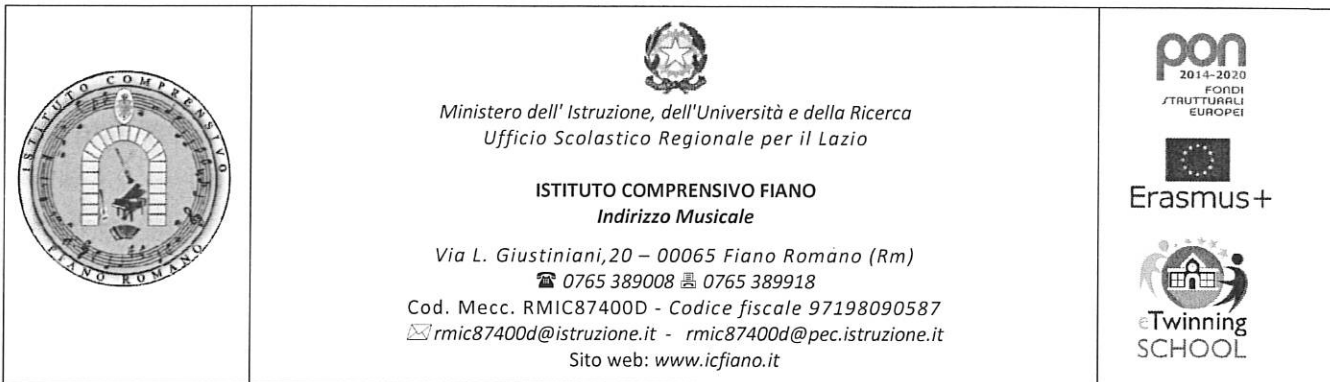 ISTITUTO COMPRENSIVO
FIANO ROMANO
Ministero dell' Istruzione, dell'Università e della Ricerca
Ufficio Scolastico Regionale per il Lazio
ISTITUTO COMPRENSIVO FIANO
Indirizzo Musicale
Via L. Giustiniani,20 – 00065 Fiano Romano (Rm)
☎ 0765 389008 0765 389918
Cod. Mecc. RMIC87400D - Codice fiscale 97198090587
rmic87400d@istruzione.it - rmic87400d@pec.istruzione.it
Sito web: www.icfiano.it
pon
2014-2020
FONDI
STRUTTURALI
EUROPEI
Erasmus+
eTwinning
SCHOOL